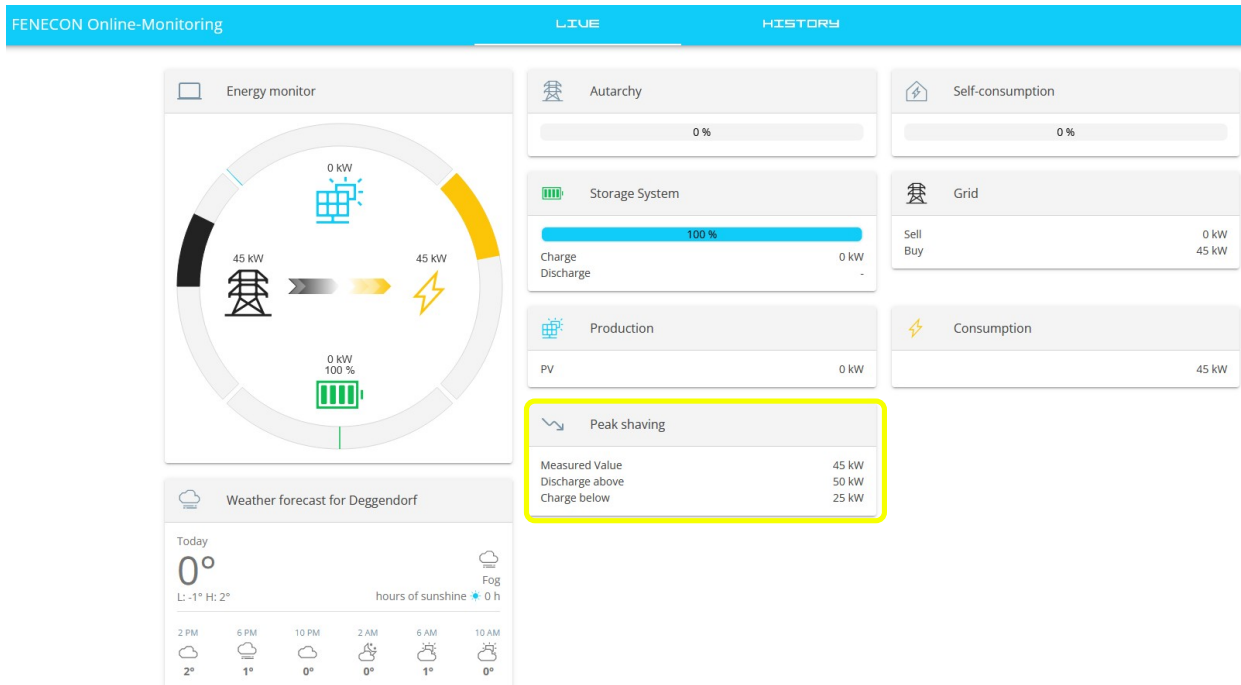 FENECON Online-Monitoring
LIVE
HISTORY
Energy monitor
0 kW
45 kW
45 kW
0 kW
100 %
Weather forecast for Deggendorf
Today
0°
L: -1° H: 2°
Fog
hours of sunshine 0 h
2 PM 6 PM 10 PM 2 AM 6 AM 10 AM
2° 1° 0° 0° 1° 0°
Autarchy
0 %
Storage System
100 %
Charge 0 kW
Discharge -
Production
PV 0 kW
Peak shaving
Measured Value 45 kW
Discharge above 50 kW
Charge below 25 kW
Self-consumption
0 %
Grid
Sell 0 kW
Buy 45 kW
Consumption
45 kW